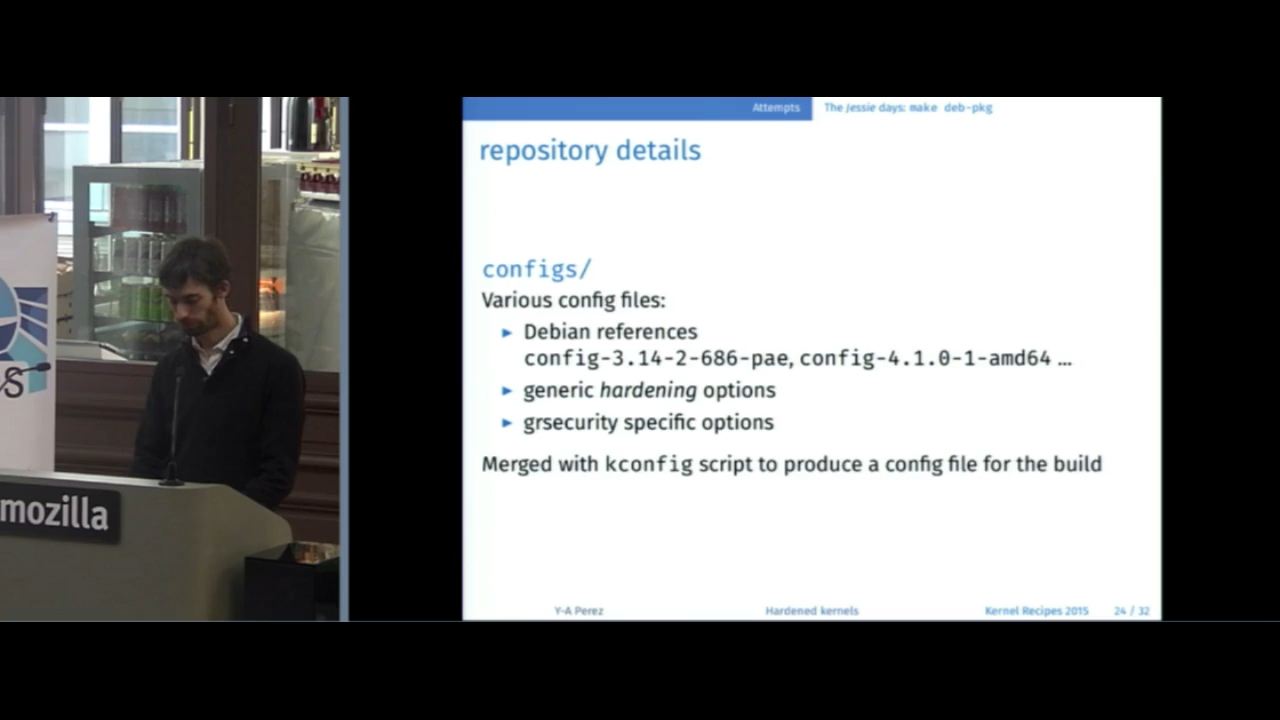 Attempts
The Jessie days: make deb-pkg
repository details
configs/
Various config files:
► Debian references
config-3.14-2-686-pae, config-4.1.0-1-amd64 ...
► generic hardening options
► grsecurity specific options
Merged with kconfig script to produce a config file for the build
Y-A Perez
Hardened kernels
Kernel Recipes 2015
24 / 32
mozilla